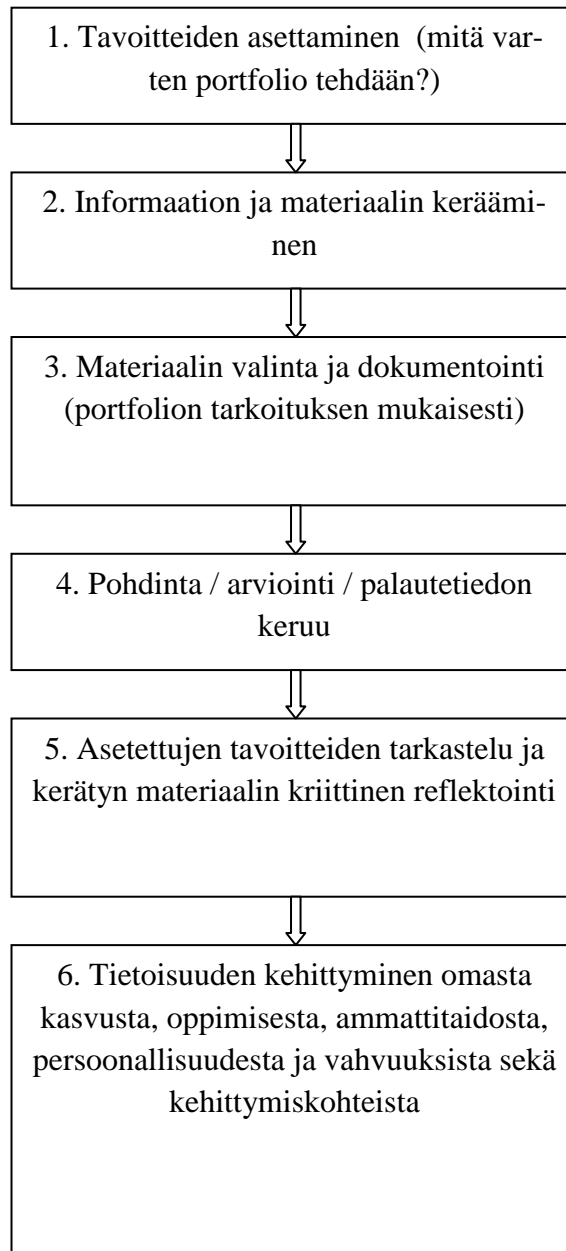 1. Tavoitteiden asettaminen  (mitä var-
ten portfolio tehdään?)
2. Informaation ja materiaalin keräämi-
nen
3. Materiaalin valinta ja dokumentointi
(portfolion tarkoituksen mukaisesti)
4. Pohdinta / arviointi / palautetiedon
keruu
5. Asetettujen tavoitteiden tarkastelu ja
kerätyn materiaalin kriittinen reflektointi
6. Tietoisuuden kehittyminen omasta
kasvusta, oppimisesta, ammattitaidosta,
persoonallisuudesta ja vahvuuksista sekä
kehittymiskohteista